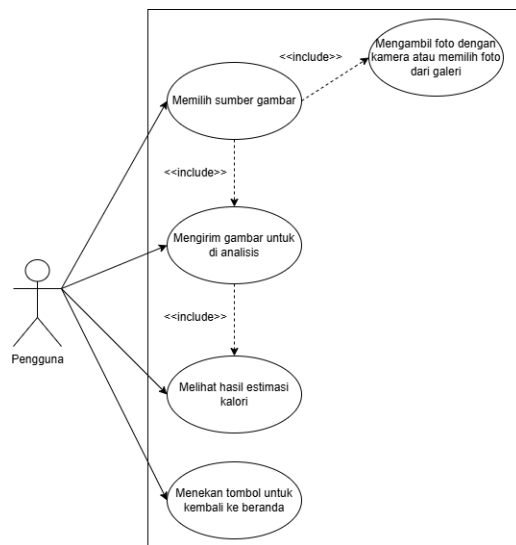 Mengambil foto dengan
kamera atau memilih foto
dari galeri
<<include>>
Memilih sumber gambar
<<include>>
Mengirim gambar untuk
di analisis
<<include>>
Pengguna
Melihat hasil estimasi
kalori
Menekan tombol untuk
kembali ke beranda